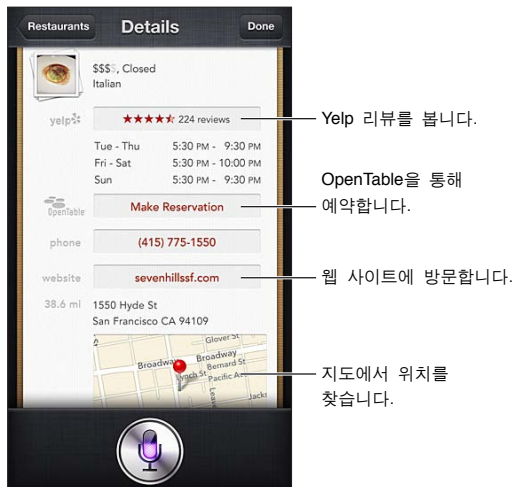 Restaurants
Details
Done
$$$$, Closed
Italian
yelp
224 reviews
Yelp 리뷰를 봅니다.
Tue - Thu 5:30 PM - 9:30 PM
Fri - Sat 5:30 PM - 10:00 PM
Sun 5:30 PM - 9:30 PM
OpenTable을 통해
예약합니다.
OpenTable
Make Reservation
phone
(415) 775-1550
website
sevenhillssf.com
웹 사이트에 방문합니다.
38.6 mi
1550 Hyde St
San Francisco CA 94109
Glover St
Broadway
Broadway
Bernard St
Lynch St
Pacific Ave
Leave
Jacks
지도에서 위치를
찾습니다.